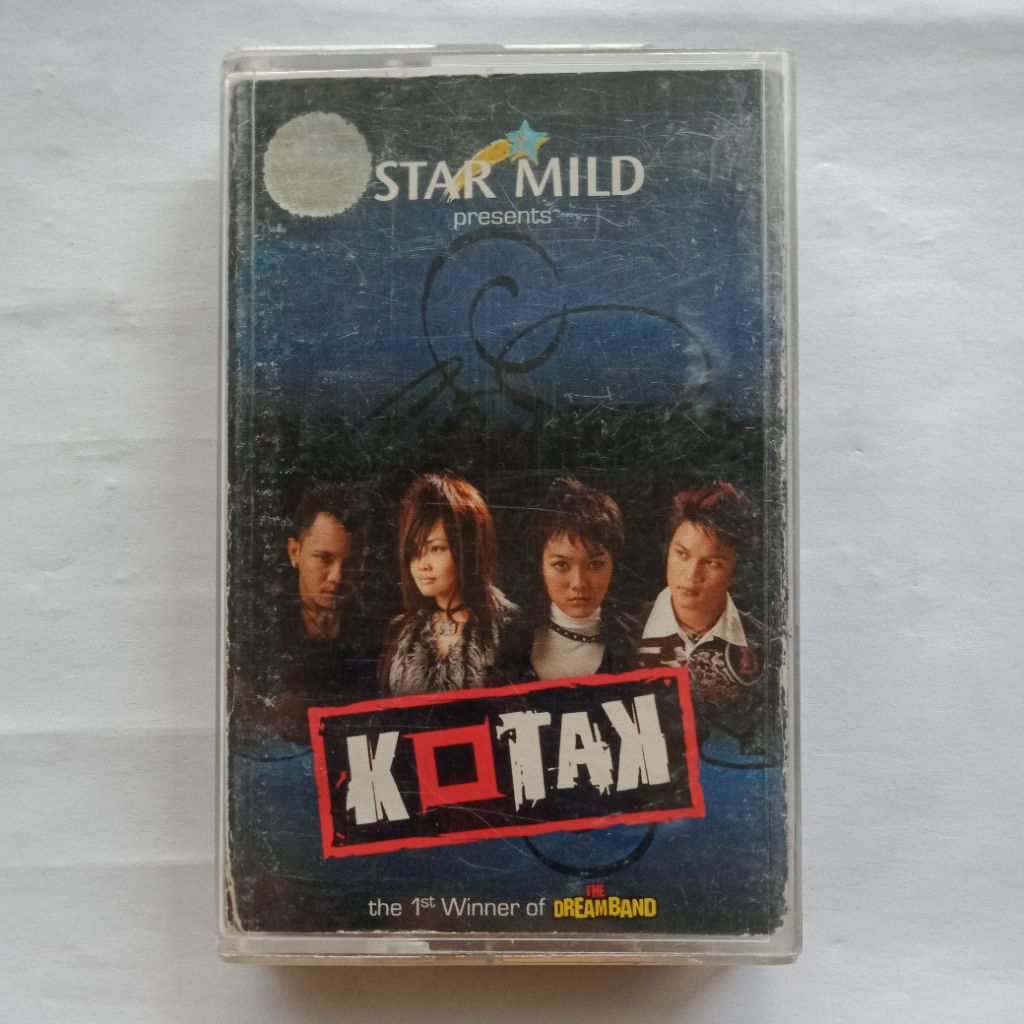 STAR MILD
presents
KOTAK
the 1st Winner of THE DREAMBAND